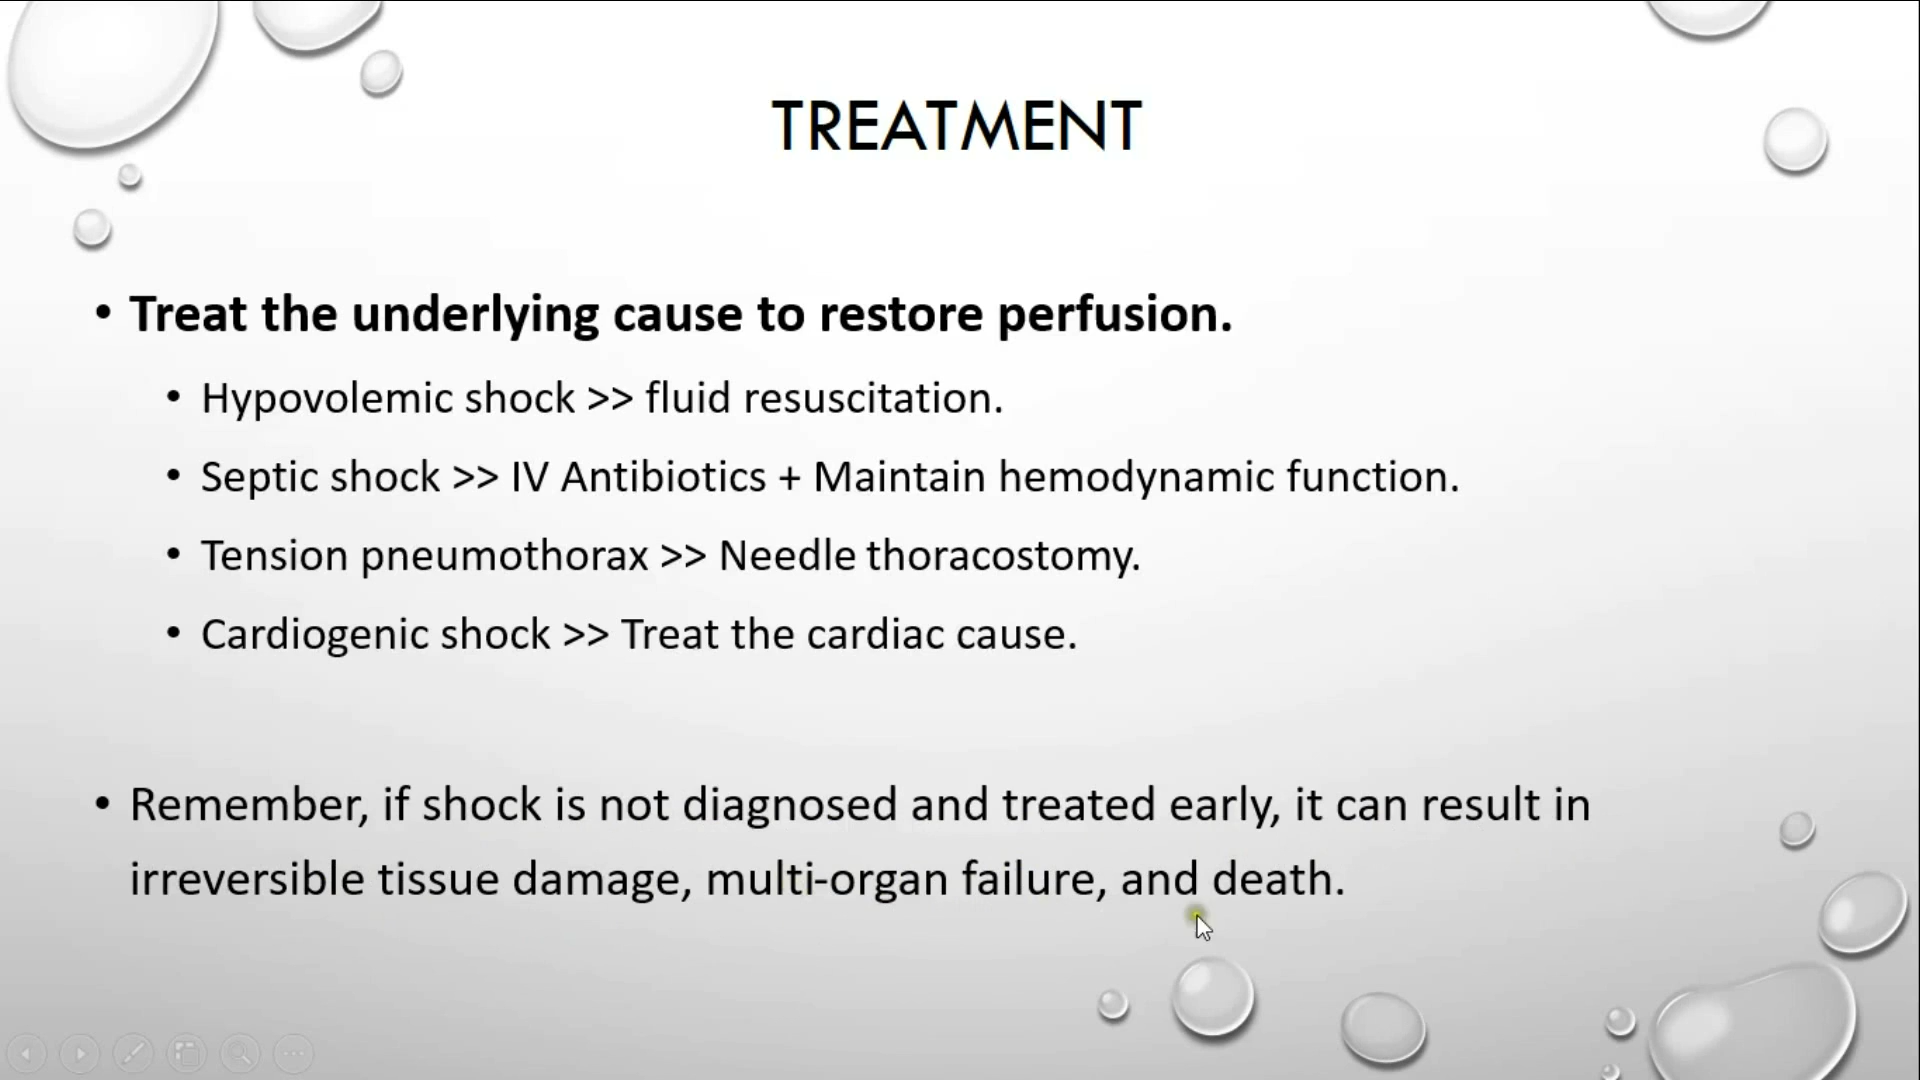 TREATMENT
• Treat the underlying cause to restore perfusion.
• Hypovolemic shock >> fluid resuscitation.
• Septic shock >> IV Antibiotics + Maintain hemodynamic function.
• Tension pneumothorax >> Needle thoracostomy.
• Cardiogenic shock >> Treat the cardiac cause.
• Remember, if shock is not diagnosed and treated early, it can result in
irreversible tissue damage, multi-organ failure, and death.